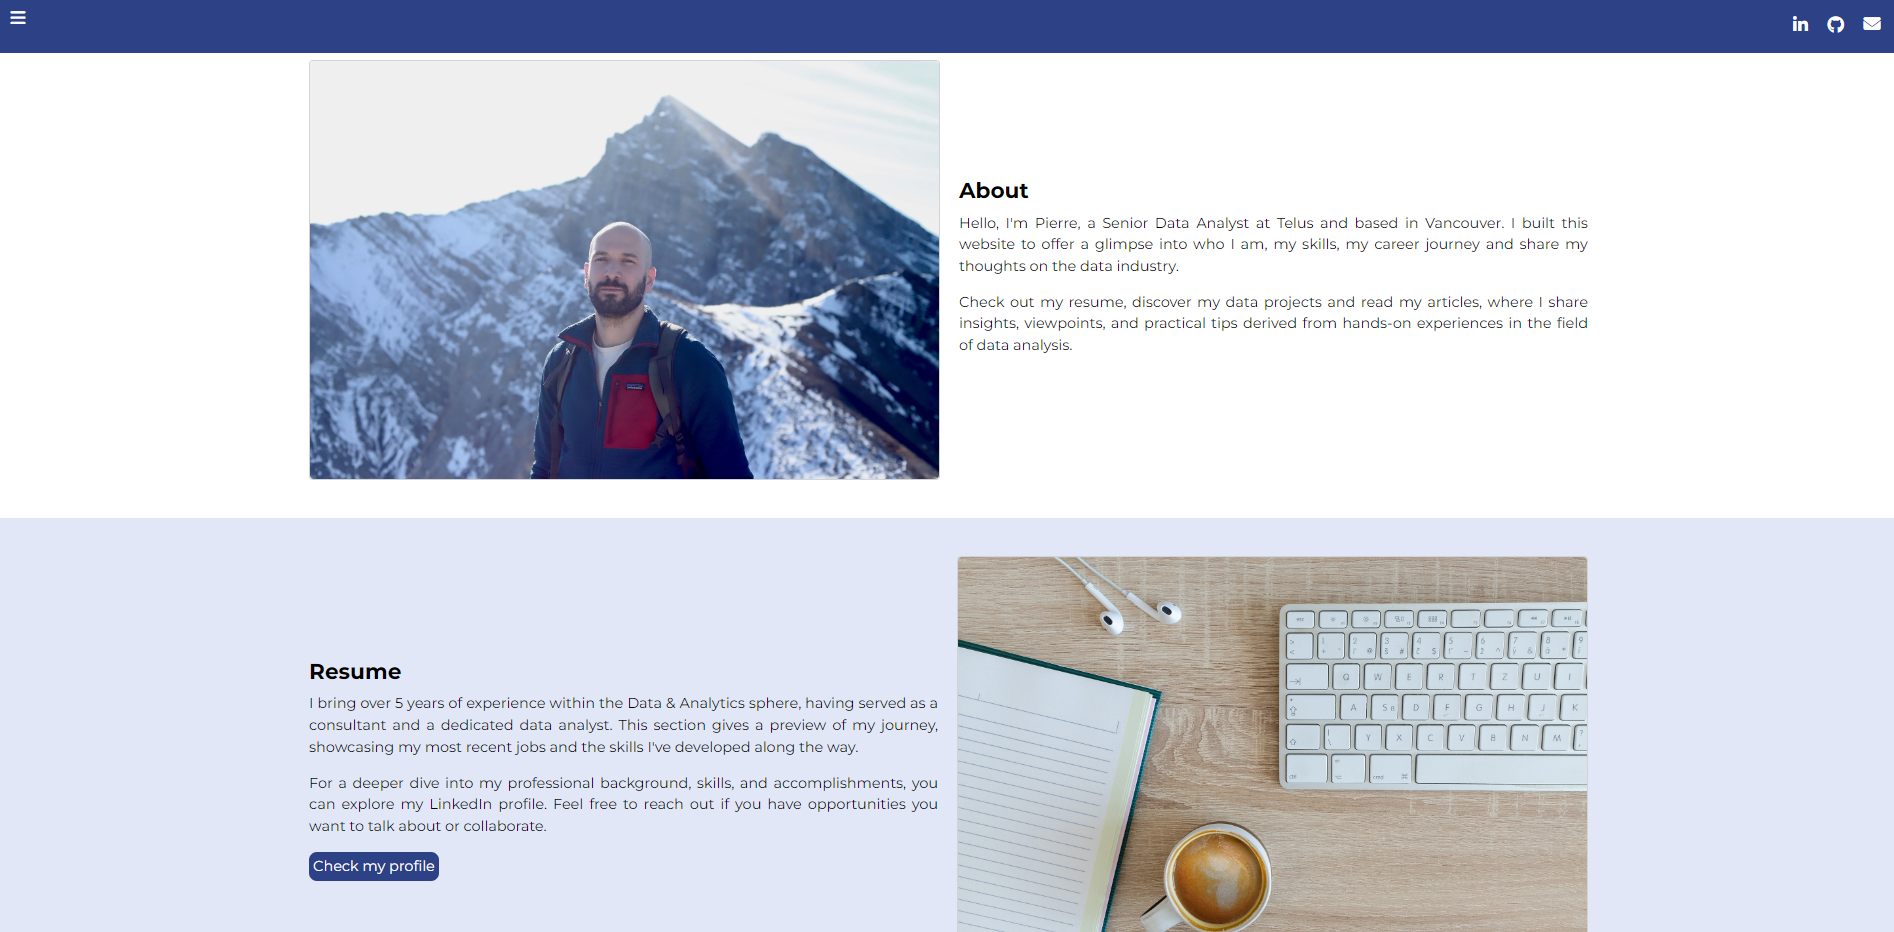 About
Hello, I'm Pierre, a Senior Data Analyst at Telus and based in Vancouver. I built this
website to offer a glimpse into who I am, my skills, my career journey and share my
thoughts on the data industry.
Check out my resume, discover my data projects and read my articles, where I share
insights, viewpoints, and practical tips derived from hands-on experiences in the field
of data analysis.
Resume
I bring over 5 years of experience within the Data & Analytics sphere, having served as a
consultant and a dedicated data analyst. This section gives a preview of my journey,
showcasing my most recent jobs and the skills I've developed along the way.
For a deeper dive into my professional background, skills, and accomplishments, you
can explore my LinkedIn profile. Feel free to reach out if you have opportunities you
want to talk about or collaborate.
Check my profile
Q W E R T Z U I
A S D F G H J K
Y X C V B N M